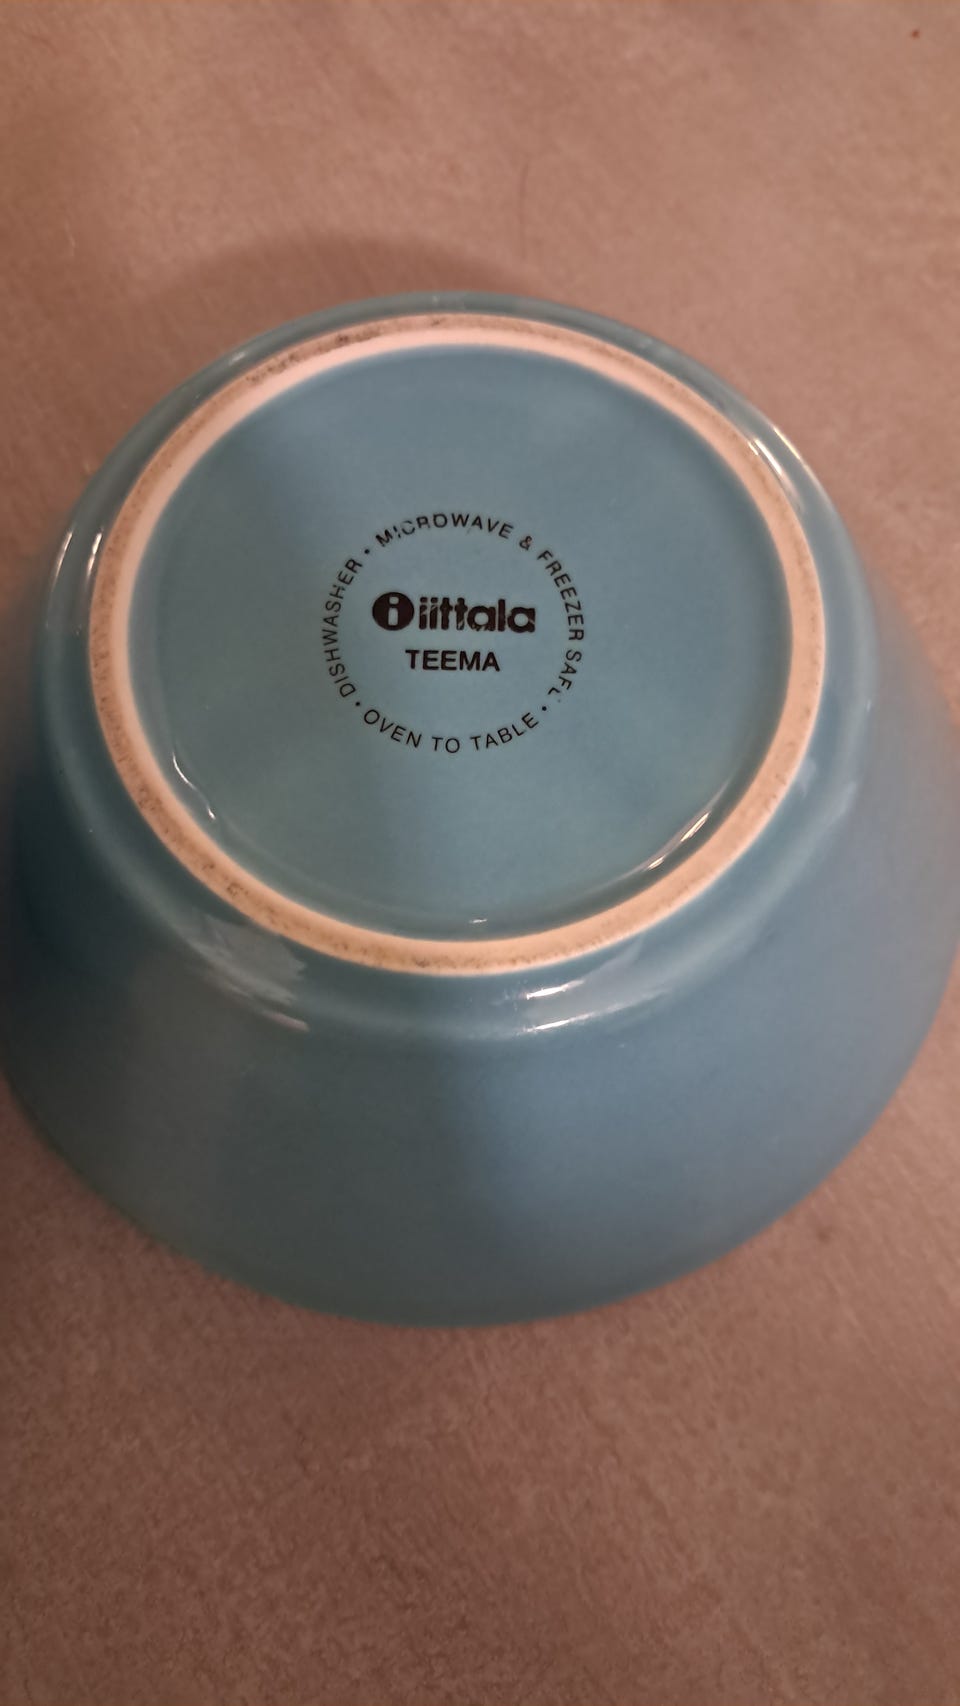 DISHWASHER • MICROWAVE & FREEZER SAFE • OVEN TO TABLE •
i iittala
TEEMA